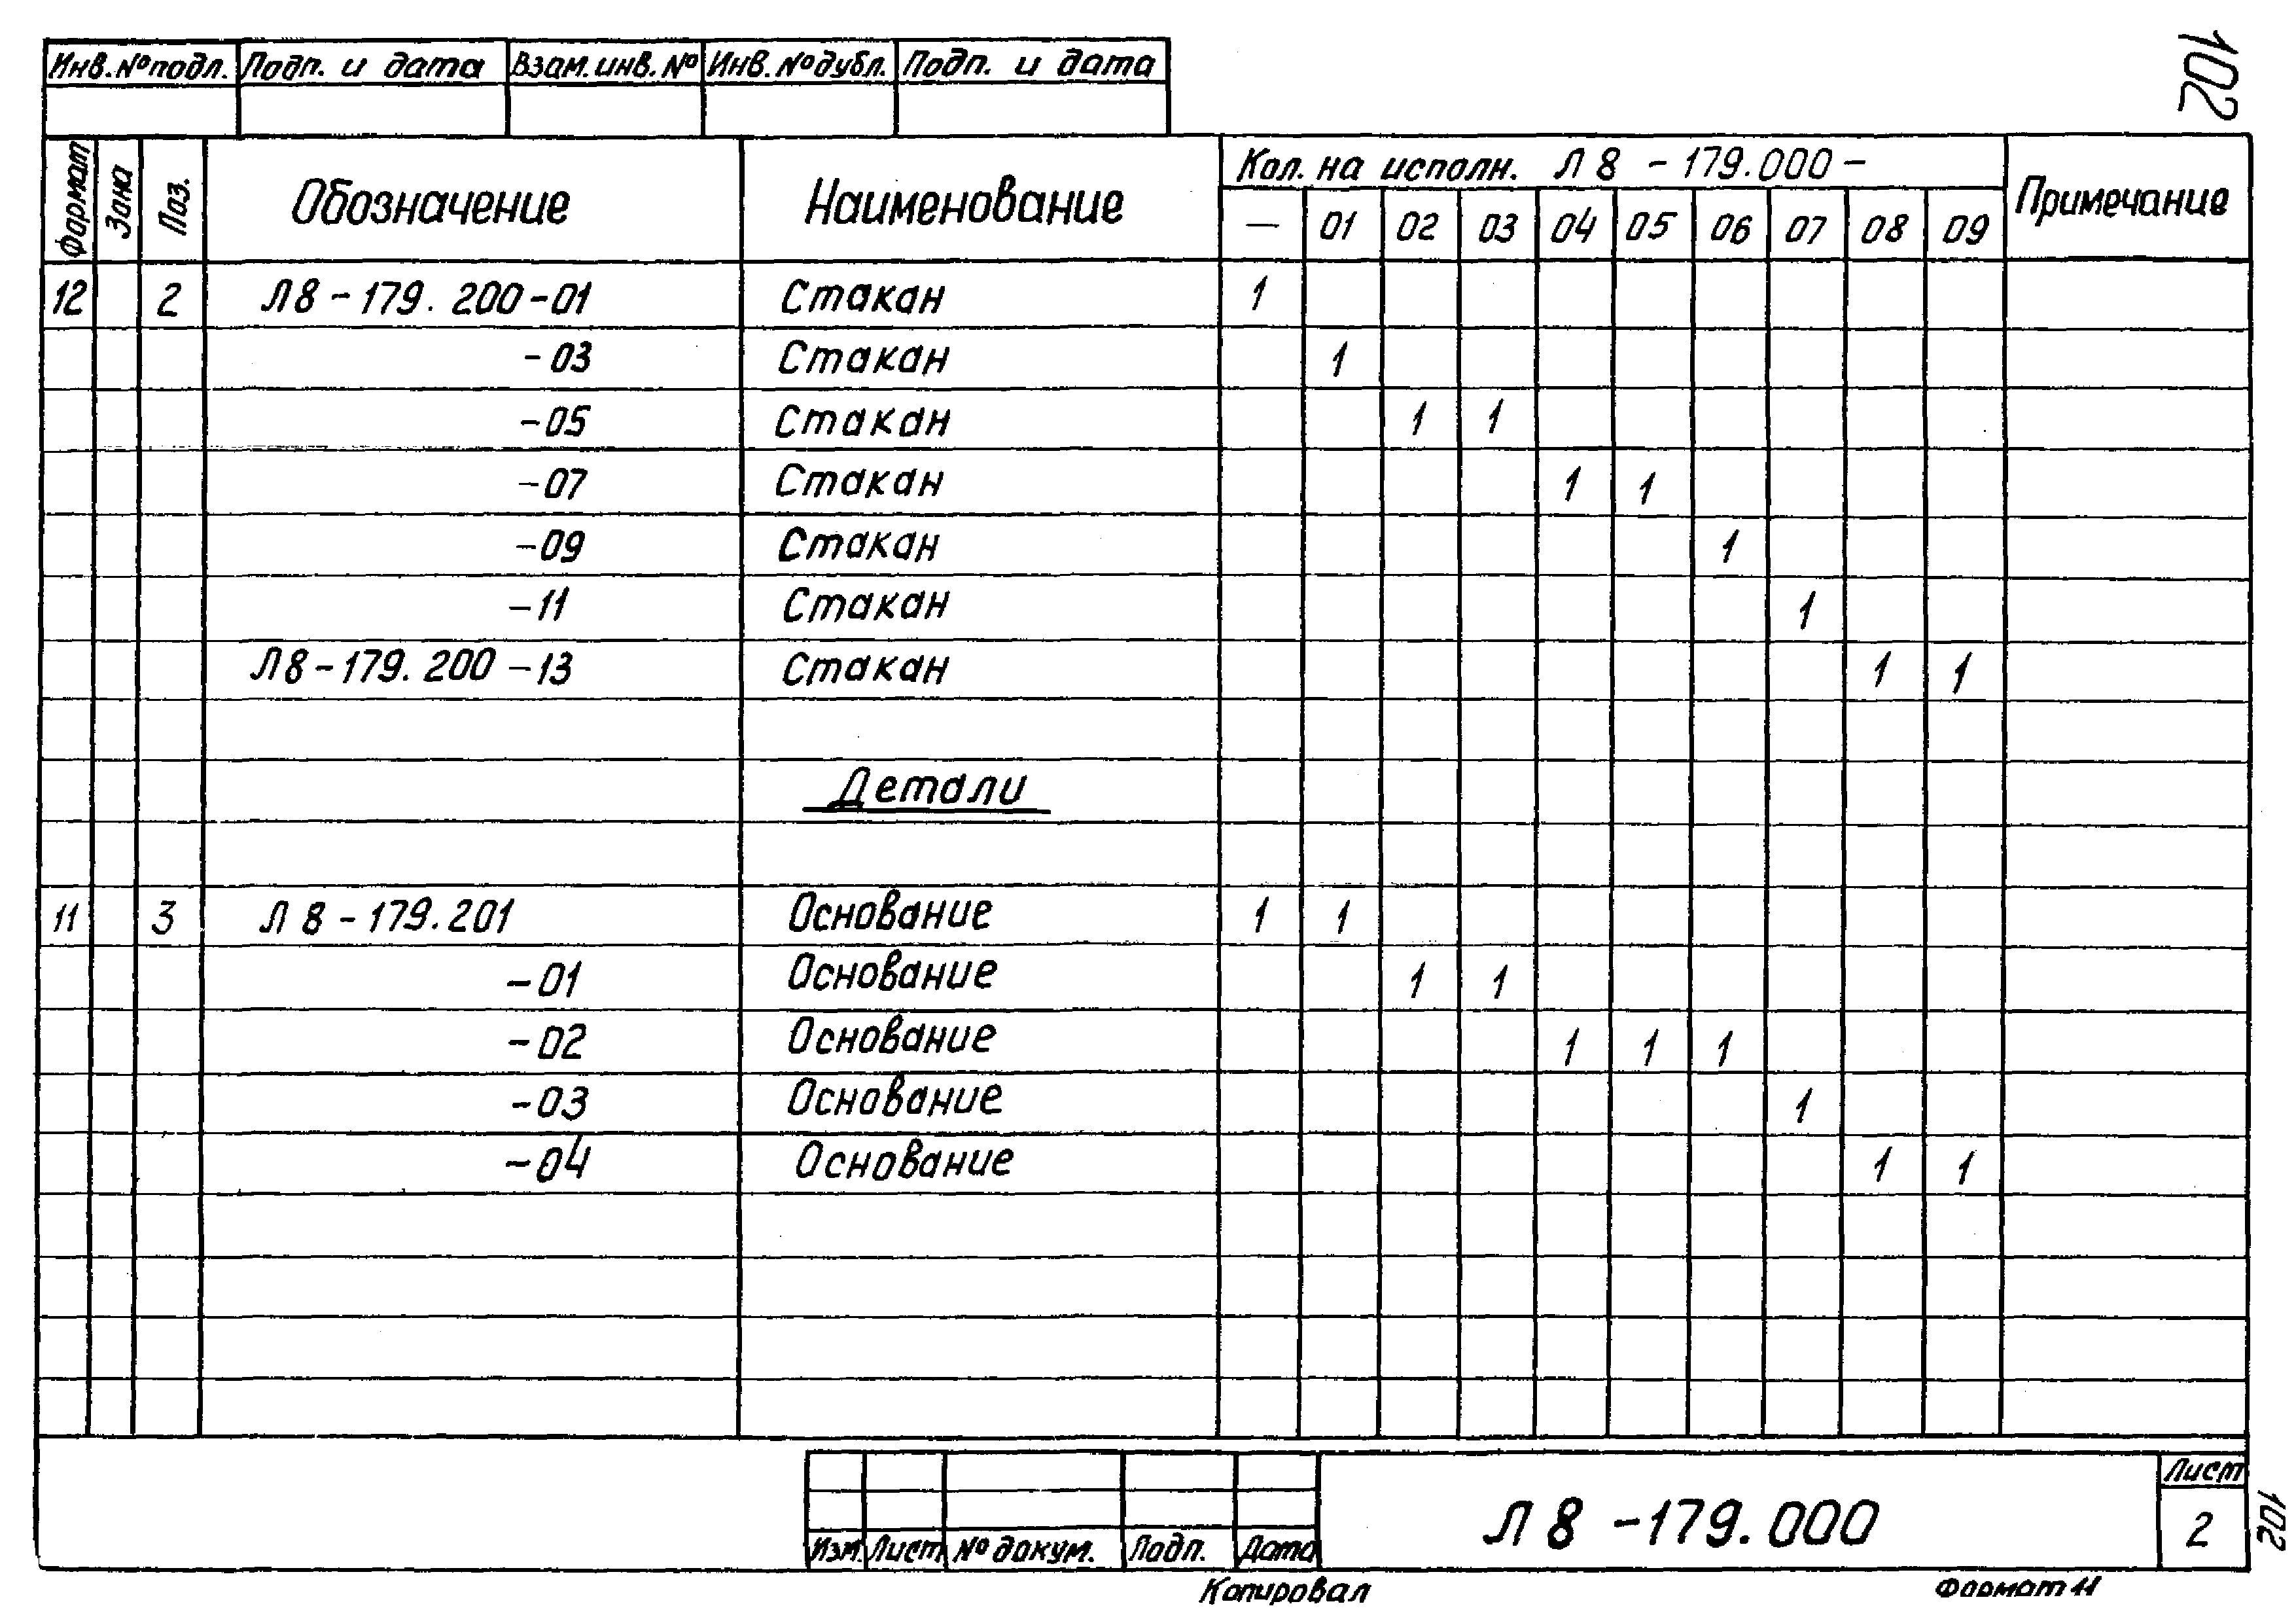 102
Инв.№подл. Подп. и дата Взам.инв.№ Инв.№дубл. Подп. и дата
Формат Зона Поз. Обозначение Наименование Кол. на исполн. Л 8 - 179.000 - Примечание
— 01 02 03 04 05 06 07 08 09
12 2 Л8-179. 200-01 Стакан 1
-03 Стакан 1
-05 Стакан 1 1
-07 Стакан 1 1
-09 Стакан 1
-11 Стакан 1
Л8-179. 200 -13 Стакан 1 1
Детали
11 3 Л 8-179.201 Основание 1 1
-01 Основание 1 1
-02 Основание 1 1 1
-03 Основание 1
-04 Основание 1 1
Изм. Лист № докум. Подп. Дата Л 8 -179.000 Лист
2
102
Копировал Формат 11